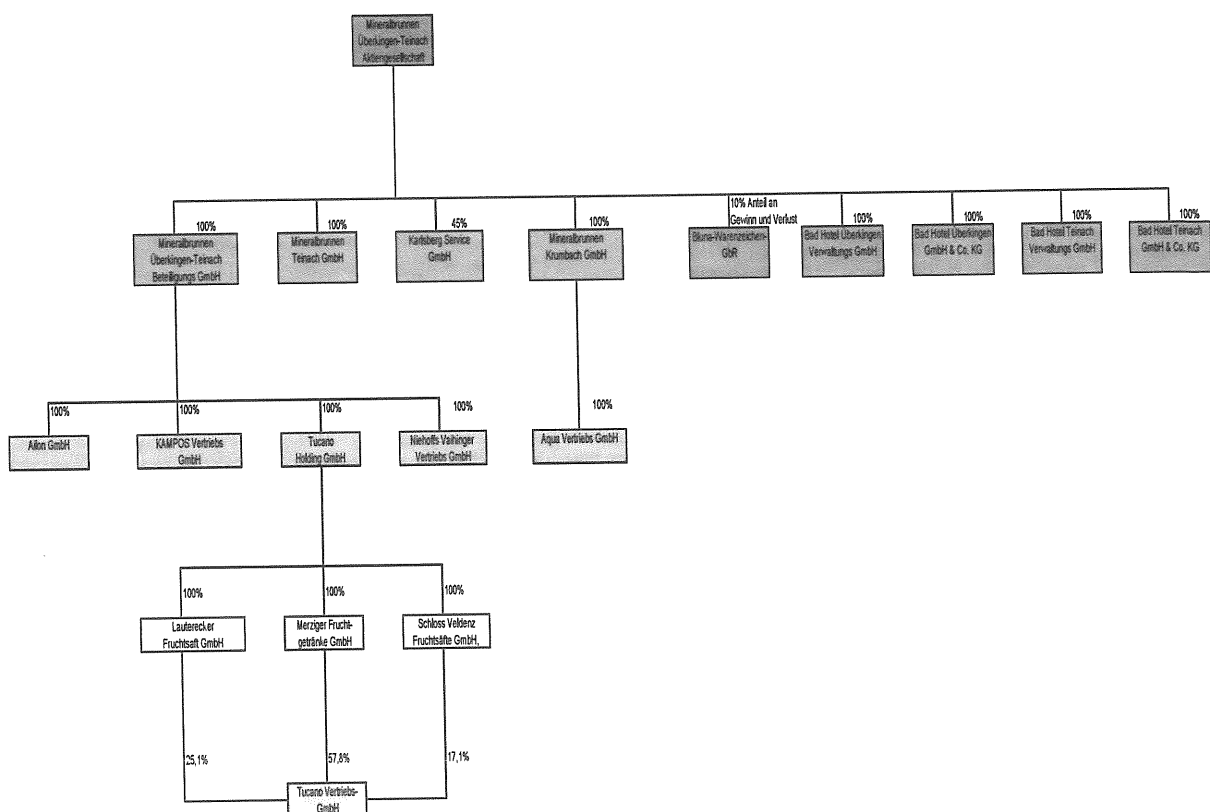 Mineralbrunnen
Überkingen-Teinach
Aktiengesellschaft
100%
Mineralbrunnen
Überkingen-Teinach
Beteiligungs GmbH
100%
Mineralbrunnen
Teinach GmbH
45%
Karlsberg Service
GmbH
100%
Mineralbrunnen
Krumbach GmbH
10% Anteil an
Gewinn und Verlust
Bluna-Warenzeichen-
GbR
100%
Bad Hotel Überkingen
Verwaltungs GmbH
100%
Bad Hotel Überkingen
GmbH & Co. KG
100%
Bad Hotel Teinach
Verwaltungs GmbH
100%
Bad Hotel Teinach
GmbH & Co. KG
100%
GmbH
100%
KAMPOS Vertriebs
GmbH
100%
Tucano
Holding GmbH
100%
Niehoffs Vaihinger
Vertriebs GmbH
100%
Aqua Vertriebs GmbH
100%
Lauterecker
Fruchtsaft GmbH
100%
Merziger Frucht-
getränke GmbH
100%
Schloss Veldenz
Fruchtsäfte GmbH,
25,1%
57,8%
17,1%
Tucano Vertriebs-
GmbH